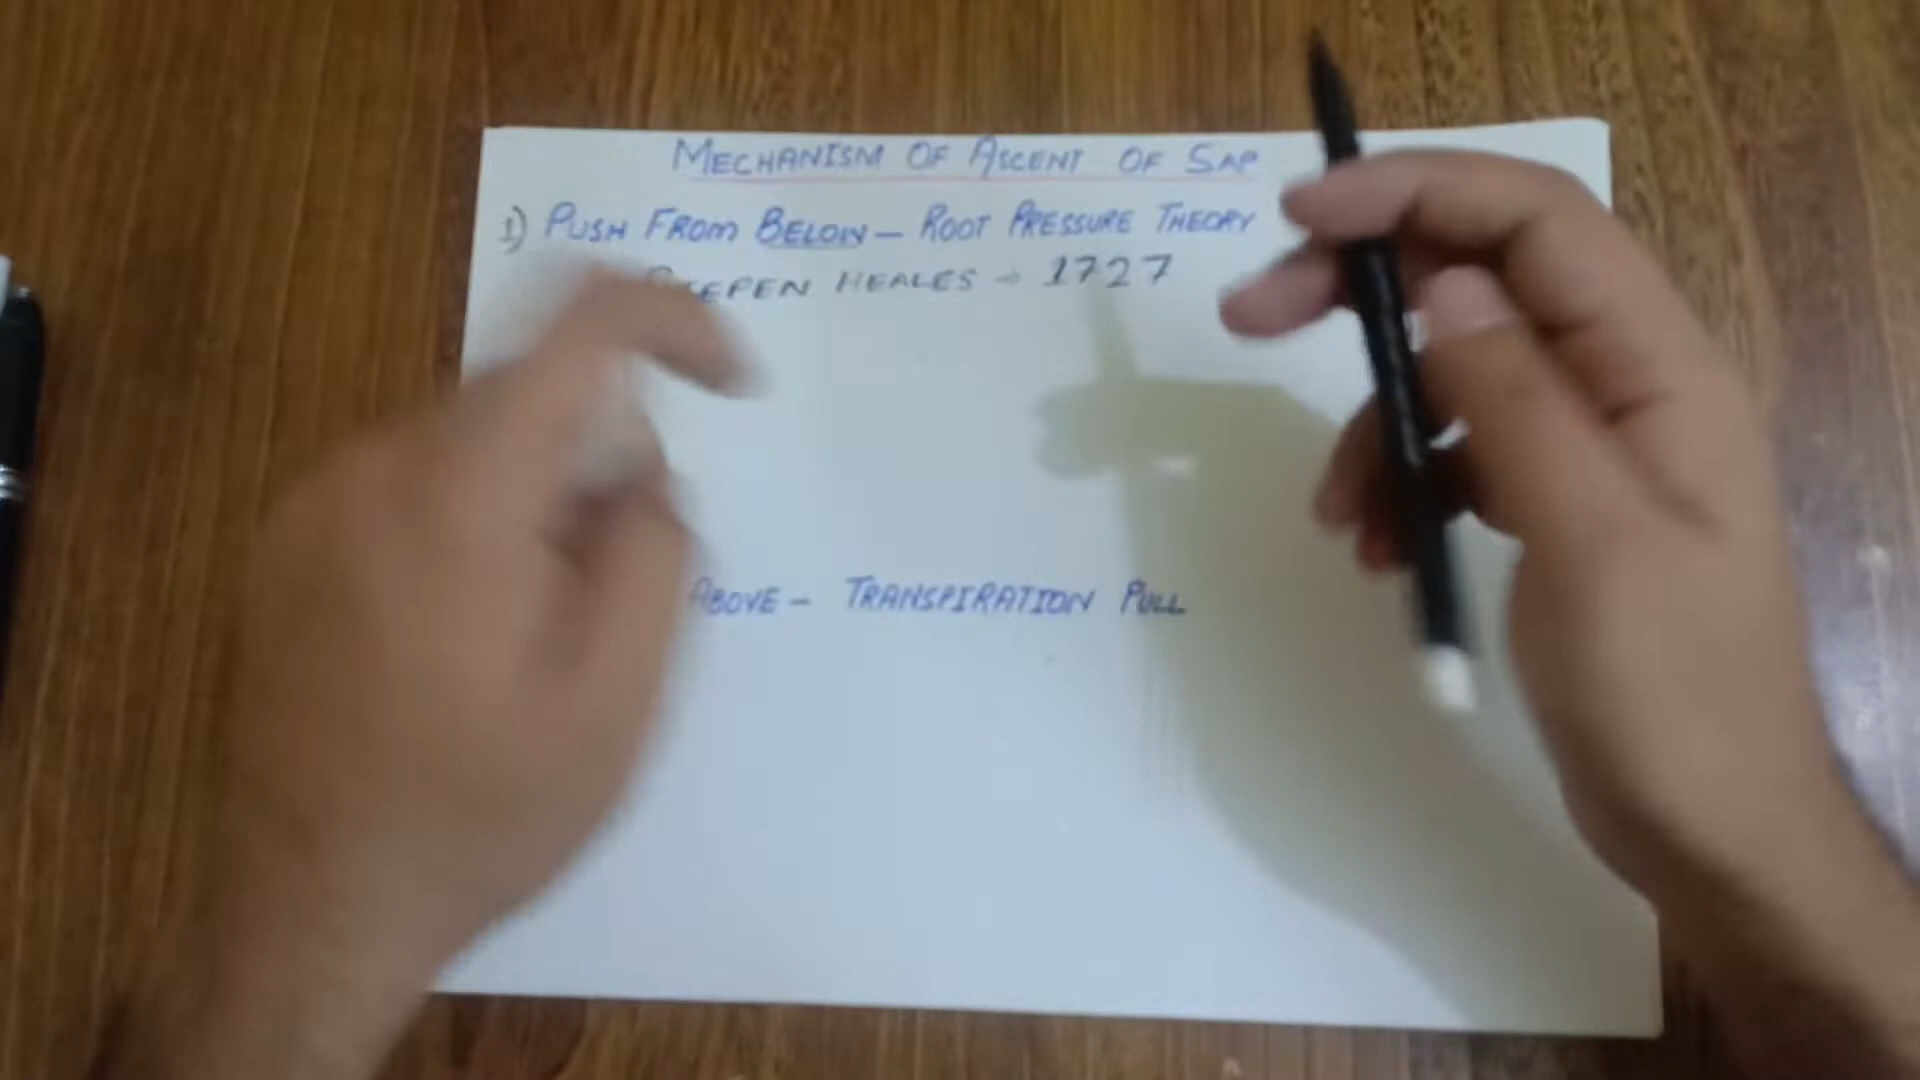 MECHANISM OF ASCENT OF SAP
1) PUSH FROM BELOW — ROOT PRESSURE THEORY
HEALES → 1727
ABOVE — TRANSPIRATION PULL